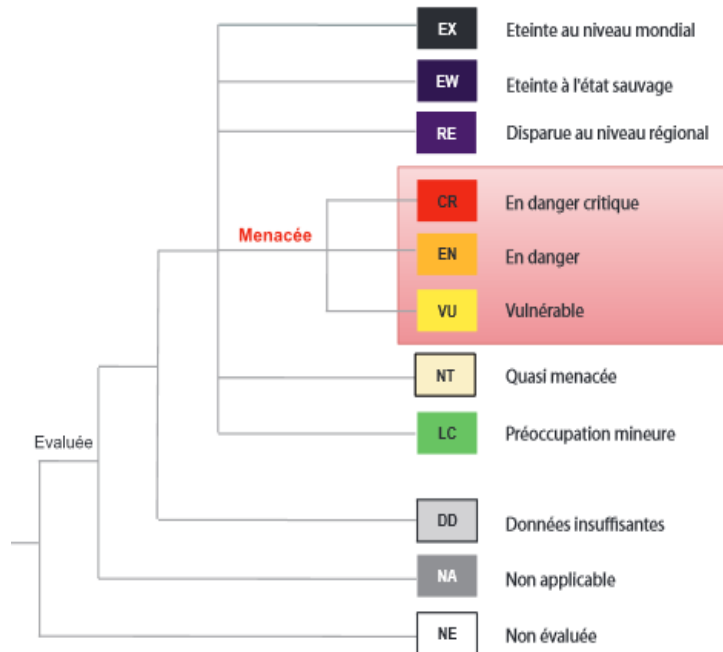 EX Eteinte au niveau mondial
EW Eteinte à l'état sauvage
RE Disparue au niveau régional
CR En danger critique
Menacée
EN En danger
VU Vulnérable
NT Quasi menacée
LC Préoccupation mineure
Evaluée
DD Données insuffisantes
NA Non applicable
NE Non évaluée